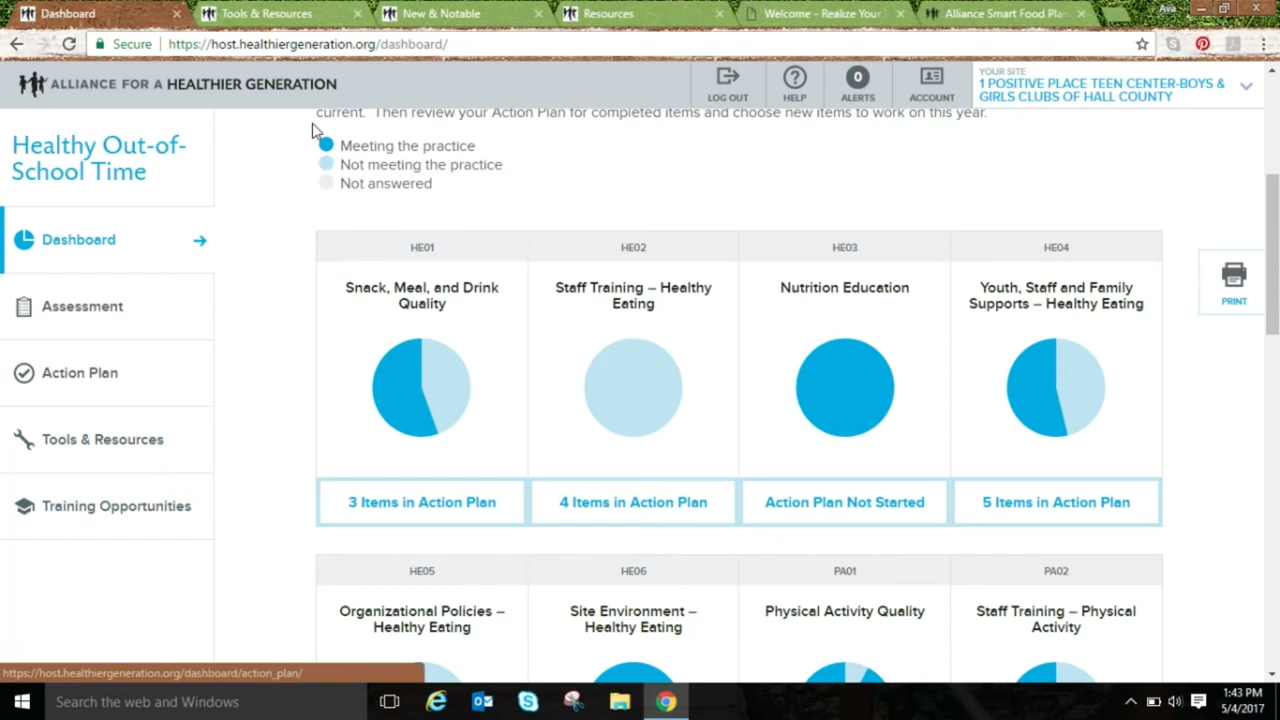 Dashboard
Tools & Resources
New & Notable
Resources
Welcome - Realize Your
Alliance Smart Food Pla
Ava
Secure
https://host.healthiergeneration.org/dashboard/
ALLIANCE FOR A HEALTHIER GENERATION
LOG OUT
HELP
0
ALERTS
ACCOUNT
YOUR SITE
1 POSITIVE PLACE TEEN CENTER-BOYS &
GIRLS CLUBS OF HALL COUNTY
current. Then review your Action Plan for completed items and choose new items to work on this year.
Healthy Out-of-
School Time
Meeting the practice
Not meeting the practice
Not answered
Dashboard
Assessment
Action Plan
Tools & Resources
Training Opportunities
HE01
HE02
HE03
HE04
Snack, Meal, and Drink
Quality
Staff Training – Healthy
Eating
Nutrition Education
Youth, Staff and Family
Supports – Healthy Eating
PRINT
3 Items in Action Plan
4 Items in Action Plan
Action Plan Not Started
5 Items in Action Plan
HE05
HE06
PA01
PA02
Organizational Policies –
Healthy Eating
Site Environment –
Healthy Eating
Physical Activity Quality
Staff Training – Physical
Activity
https://host.healthiergeneration.org/dashboard/action_plan/
Search the web and Windows
1:43 PM
5/4/2017